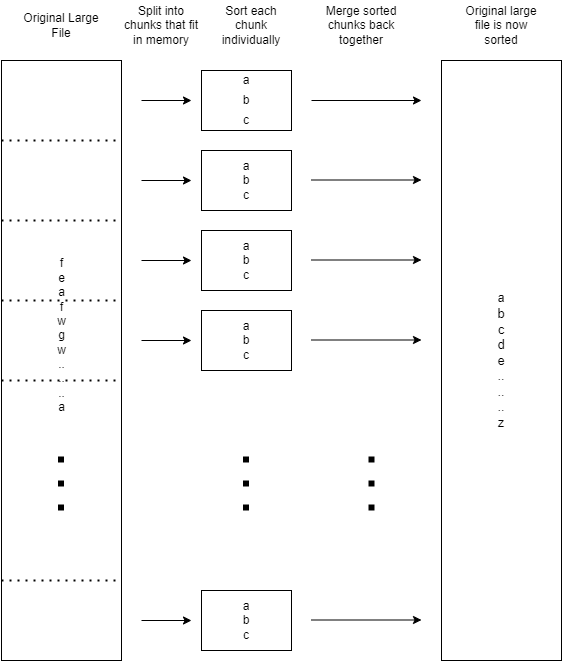 Original Large
File
Split into
chunks that fit
in memory
Sort each
chunk
individually
Merge sorted
chunks back
together
Original large
file is now
sorted
f
e
a
f
w
g
w
..
..
..
a
a
b
c
a
b
c
a
b
c
a
b
c
a
b
c
a
b
c
d
e
..
..
..
z